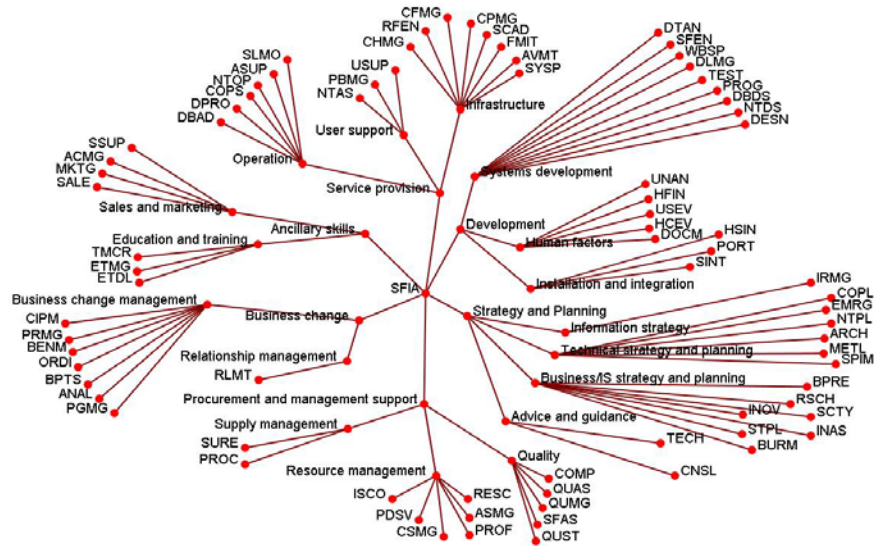 CFMG
CPMG
RFEN
SCAD
CHMG
FMIT
AVMT
SYSP
Infrastructure
USUP
PBMG
NTAS
User support
SLMO
ASUP
NTOP
COPS
DPRO
DBAD
Operation
Service provision
DTAN
SFEN
WBSP
DLMG
TEST
PROG
DBDS
NTDS
DESN
Systems development
UNAN
HFIN
USEV
HCEV
DOCM
Human factors
Development
HSIN
PORT
SINT
Installation and integration
SSUP
ACMG
MKTG
SALE
Sales and marketing
Ancillary skills
Education and training
TMCR
ETMG
ETDL
SFIA
Business change management
CIPM
PRMG
BENM
ORDI
BPTS
ANAL
PGMG
Business change
Relationship management
RLMT
Strategy and Planning
IRMG
Information strategy
COPL
EMRG
NTPL
ARCH
METL
SPIM
Technical strategy and planning
Business/IS strategy and planning
BPRE
RSCH
SCTY
INOV
INAS
STPL
BURM
Advice and guidance
TECH
CNSL
Procurement and management support
Supply management
SURE
PROC
Resource management
ISCO
PDSV
CSMG
RESC
ASMG
PROF
Quality
COMP
QUAS
QUMG
SFAS
QUST